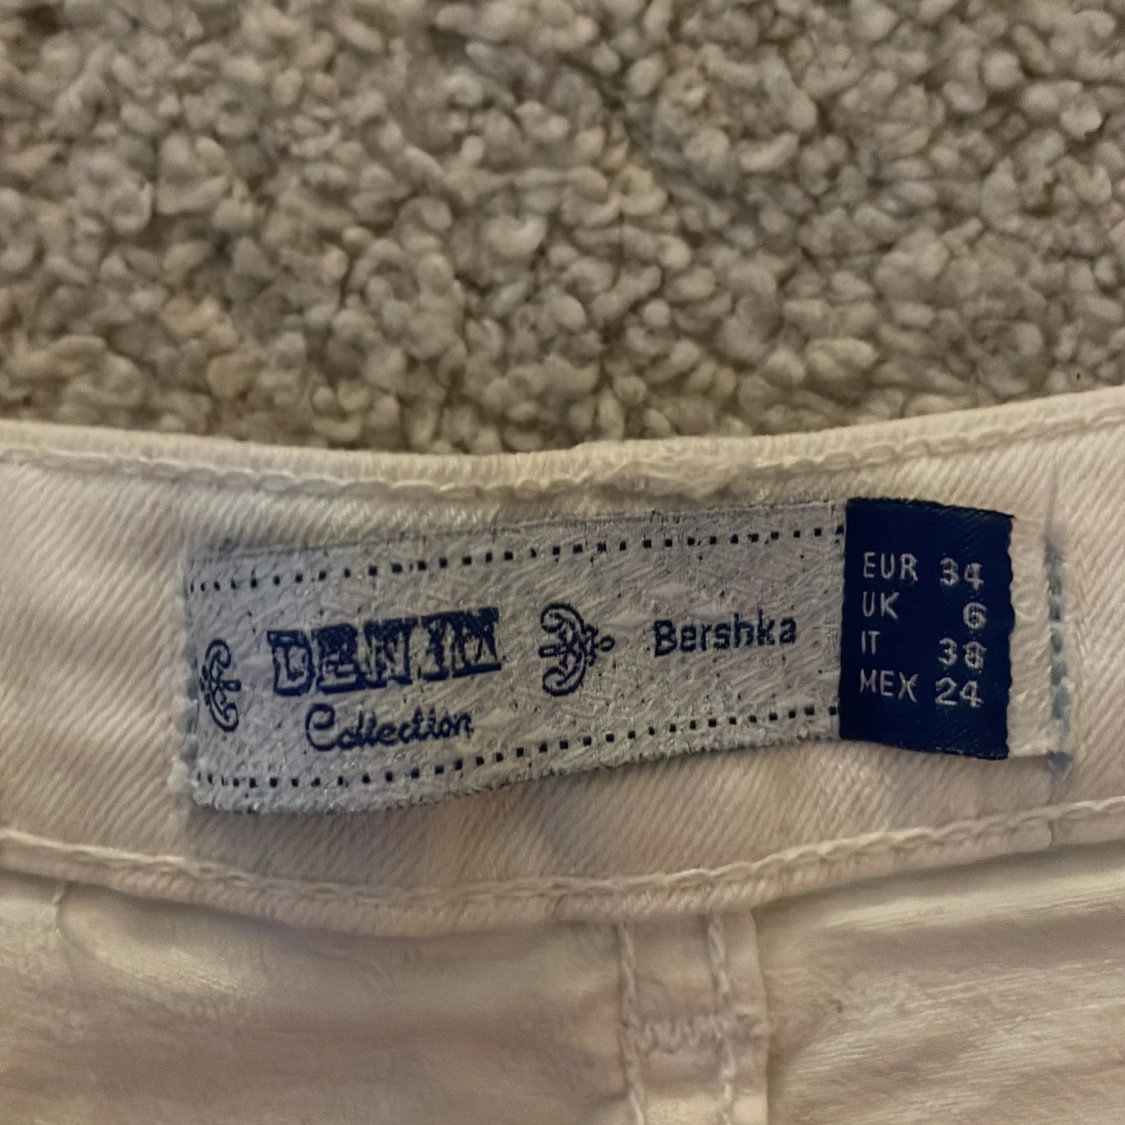 DENIM
Collection
Bershka
EUR 34
UK 6
IT 38
MEX 24